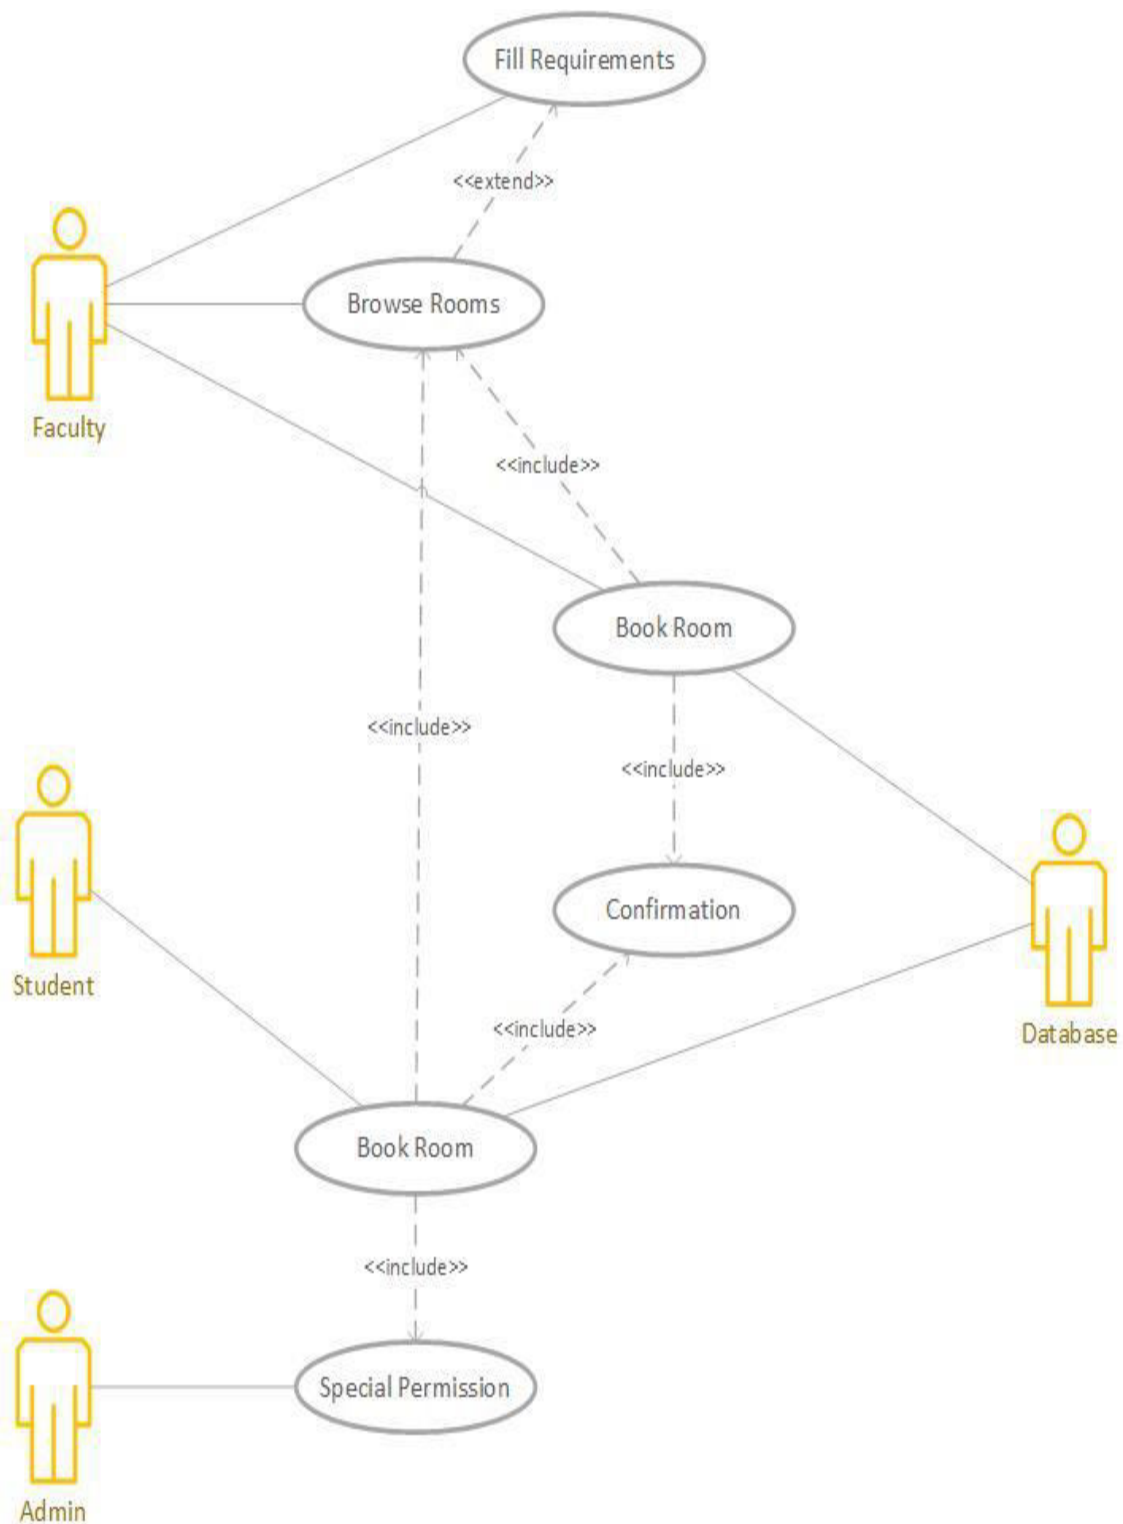 Fill Requirements
<<extend>>
Browse Rooms
Faculty
<<include>>
Book Room
<<include>>
<<include>>
Confirmation
Student
<<include>>
Database
Book Room
<<include>>
Special Permission
Admin